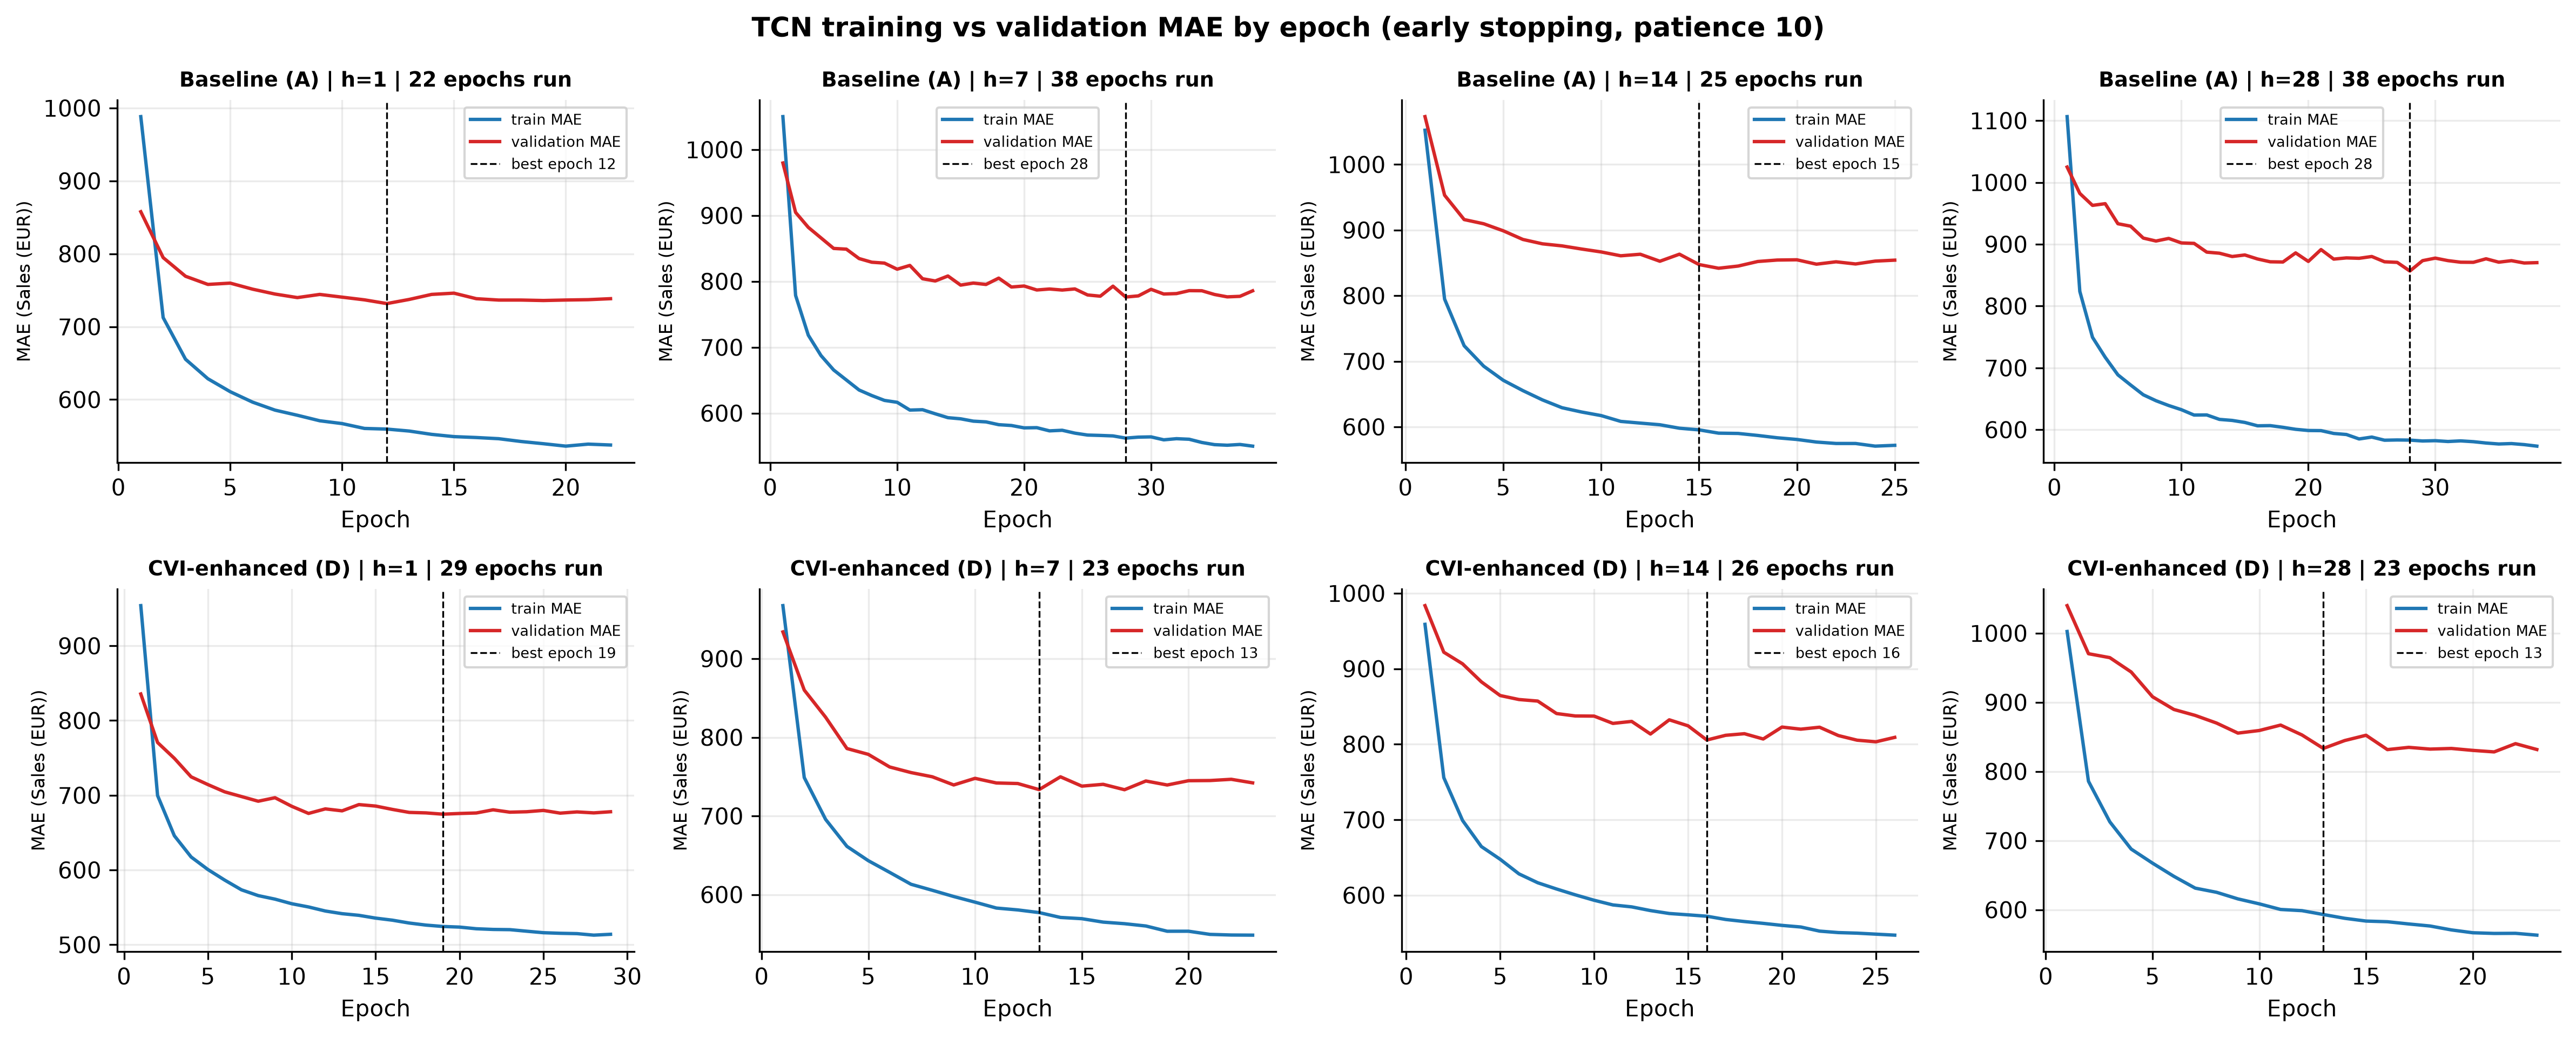 TCN training vs validation MAE by epoch (early stopping, patience 10)
Baseline (A) | h=1 | 22 epochs run
MAE (Sales (EUR))
1000
900
800
700
600
0 5 10 15 20
Epoch
train MAE
validation MAE
best epoch 12
Baseline (A) | h=7 | 38 epochs run
MAE (Sales (EUR))
1000
900
800
700
600
0 10 20 30
Epoch
train MAE
validation MAE
best epoch 28
Baseline (A) | h=14 | 25 epochs run
MAE (Sales (EUR))
1000
900
800
700
600
0 5 10 15 20 25
Epoch
train MAE
validation MAE
best epoch 15
Baseline (A) | h=28 | 38 epochs run
MAE (Sales (EUR))
1100
1000
900
800
700
600
0 10 20 30
Epoch
train MAE
validation MAE
best epoch 28
CVI-enhanced (D) | h=1 | 29 epochs run
MAE (Sales (EUR))
900
800
700
600
500
0 5 10 15 20 25 30
Epoch
train MAE
validation MAE
best epoch 19
CVI-enhanced (D) | h=7 | 23 epochs run
MAE (Sales (EUR))
900
800
700
600
0 5 10 15 20
Epoch
train MAE
validation MAE
best epoch 13
CVI-enhanced (D) | h=14 | 26 epochs run
MAE (Sales (EUR))
1000
900
800
700
600
0 5 10 15 20 25
Epoch
train MAE
validation MAE
best epoch 16
CVI-enhanced (D) | h=28 | 23 epochs run
MAE (Sales (EUR))
1000
900
800
700
600
0 5 10 15 20
Epoch
train MAE
validation MAE
best epoch 13